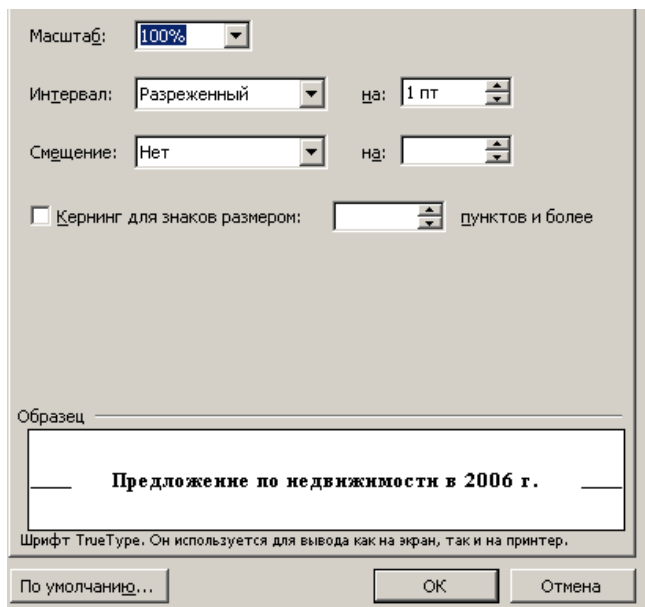 Масштаб: 100%
Интервал: Разреженный на: 1 пт
Смещение: Нет на:
Кернинг для знаков размером: пунктов и более
Образец
Предложение по недвижимости в 2006 г.
Шрифт TrueType. Он используется для вывода как на экран, так и на принтер.
По умолчанию... ОК Отмена